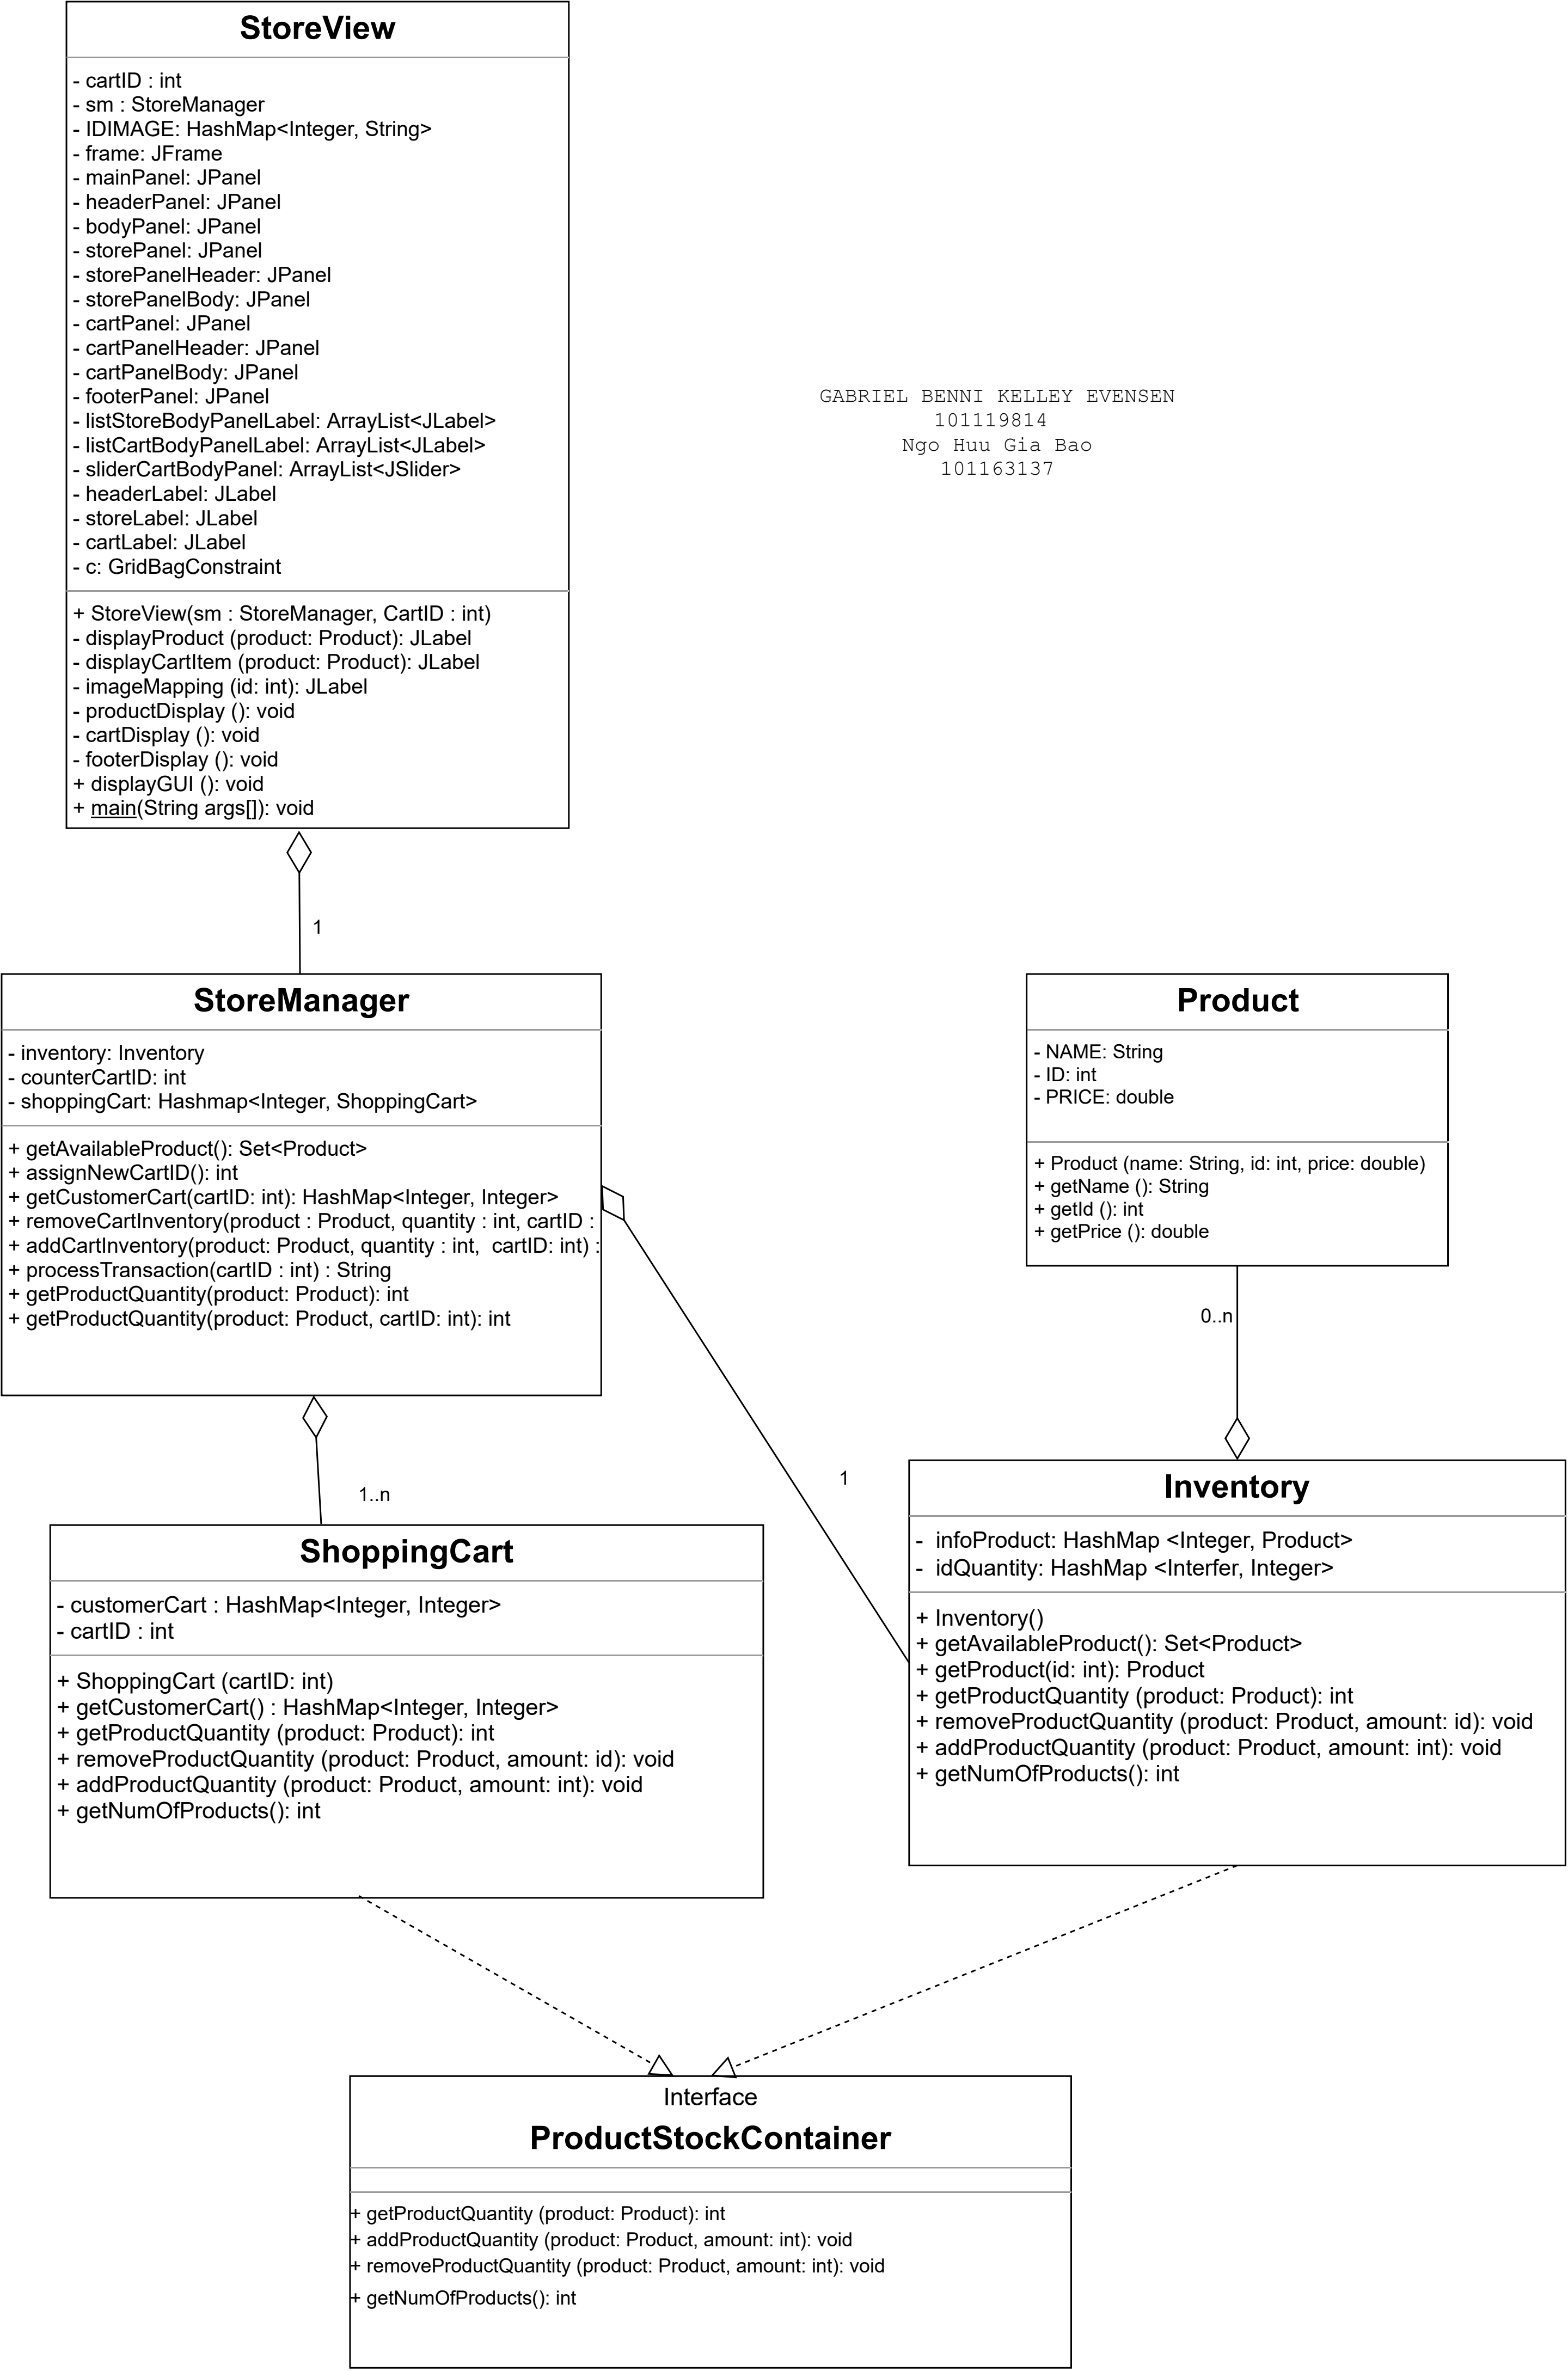 StoreView
- cartID : int
- sm : StoreManager
- IDIMAGE: HashMap<Integer, String>
- frame: JFrame
- mainPanel: JPanel
- headerPanel: JPanel
- bodyPanel: JPanel
- storePanel: JPanel
- storePanelHeader: JPanel
- storePanelBody: JPanel
- cartPanel: JPanel
- cartPanelHeader: JPanel
- cartPanelBody: JPanel
- footerPanel: JPanel
- listStoreBodyPanelLabel: ArrayList<JLabel>
- listCartBodyPanelLabel: ArrayList<JLabel>
- sliderCartBodyPanel: ArrayList<JSlider>
- headerLabel: JLabel
- storeLabel: JLabel
- cartLabel: JLabel
- c: GridBagConstraint
+ StoreView(sm : StoreManager, CartID : int)
- displayProduct (product: Product): JLabel
- displayCartItem (product: Product): JLabel
- imageMapping (id: int): JLabel
- productDisplay (): void
- cartDisplay (): void
- footerDisplay (): void
+ displayGUI (): void
+ main(String args[]): void
GABRIEL BENNI KELLEY EVENSEN
101119814
Ngo Huu Gia Bao
101163137
1
StoreManager
- inventory: Inventory
- counterCartID: int
- shoppingCart: Hashmap<Integer, ShoppingCart>
+ getAvailableProduct(): Set<Product>
+ assignNewCartID(): int
+ getCustomerCart(cartID: int): HashMap<Integer, Integer>
+ removeCartInventory(product : Product, quantity : int, cartID :
+ addCartInventory(product: Product, quantity : int,  cartID: int) :
+ processTransaction(cartID : int) : String
+ getProductQuantity(product: Product): int
+ getProductQuantity(product: Product, cartID: int): int
Product
- NAME: String
- ID: int
- PRICE: double
+ Product (name: String, id: int, price: double)
+ getName (): String
+ getId (): int
+ getPrice (): double
0..n
1
1..n
ShoppingCart
- customerCart : HashMap<Integer, Integer>
- cartID : int
+ ShoppingCart (cartID: int)
+ getCustomerCart() : HashMap<Integer, Integer>
+ getProductQuantity (product: Product): int
+ removeProductQuantity (product: Product, amount: id): void
+ addProductQuantity (product: Product, amount: int): void
+ getNumOfProducts(): int
Inventory
-  infoProduct: HashMap <Integer, Product>
-  idQuantity: HashMap <Interfer, Integer>
+ Inventory()
+ getAvailableProduct(): Set<Product>
+ getProduct(id: int): Product
+ getProductQuantity (product: Product): int
+ removeProductQuantity (product: Product, amount: id): void
+ addProductQuantity (product: Product, amount: int): void
+ getNumOfProducts(): int
Interface
ProductStockContainer
+ getProductQuantity (product: Product): int
+ addProductQuantity (product: Product, amount: int): void
+ removeProductQuantity (product: Product, amount: int): void
+ getNumOfProducts(): int